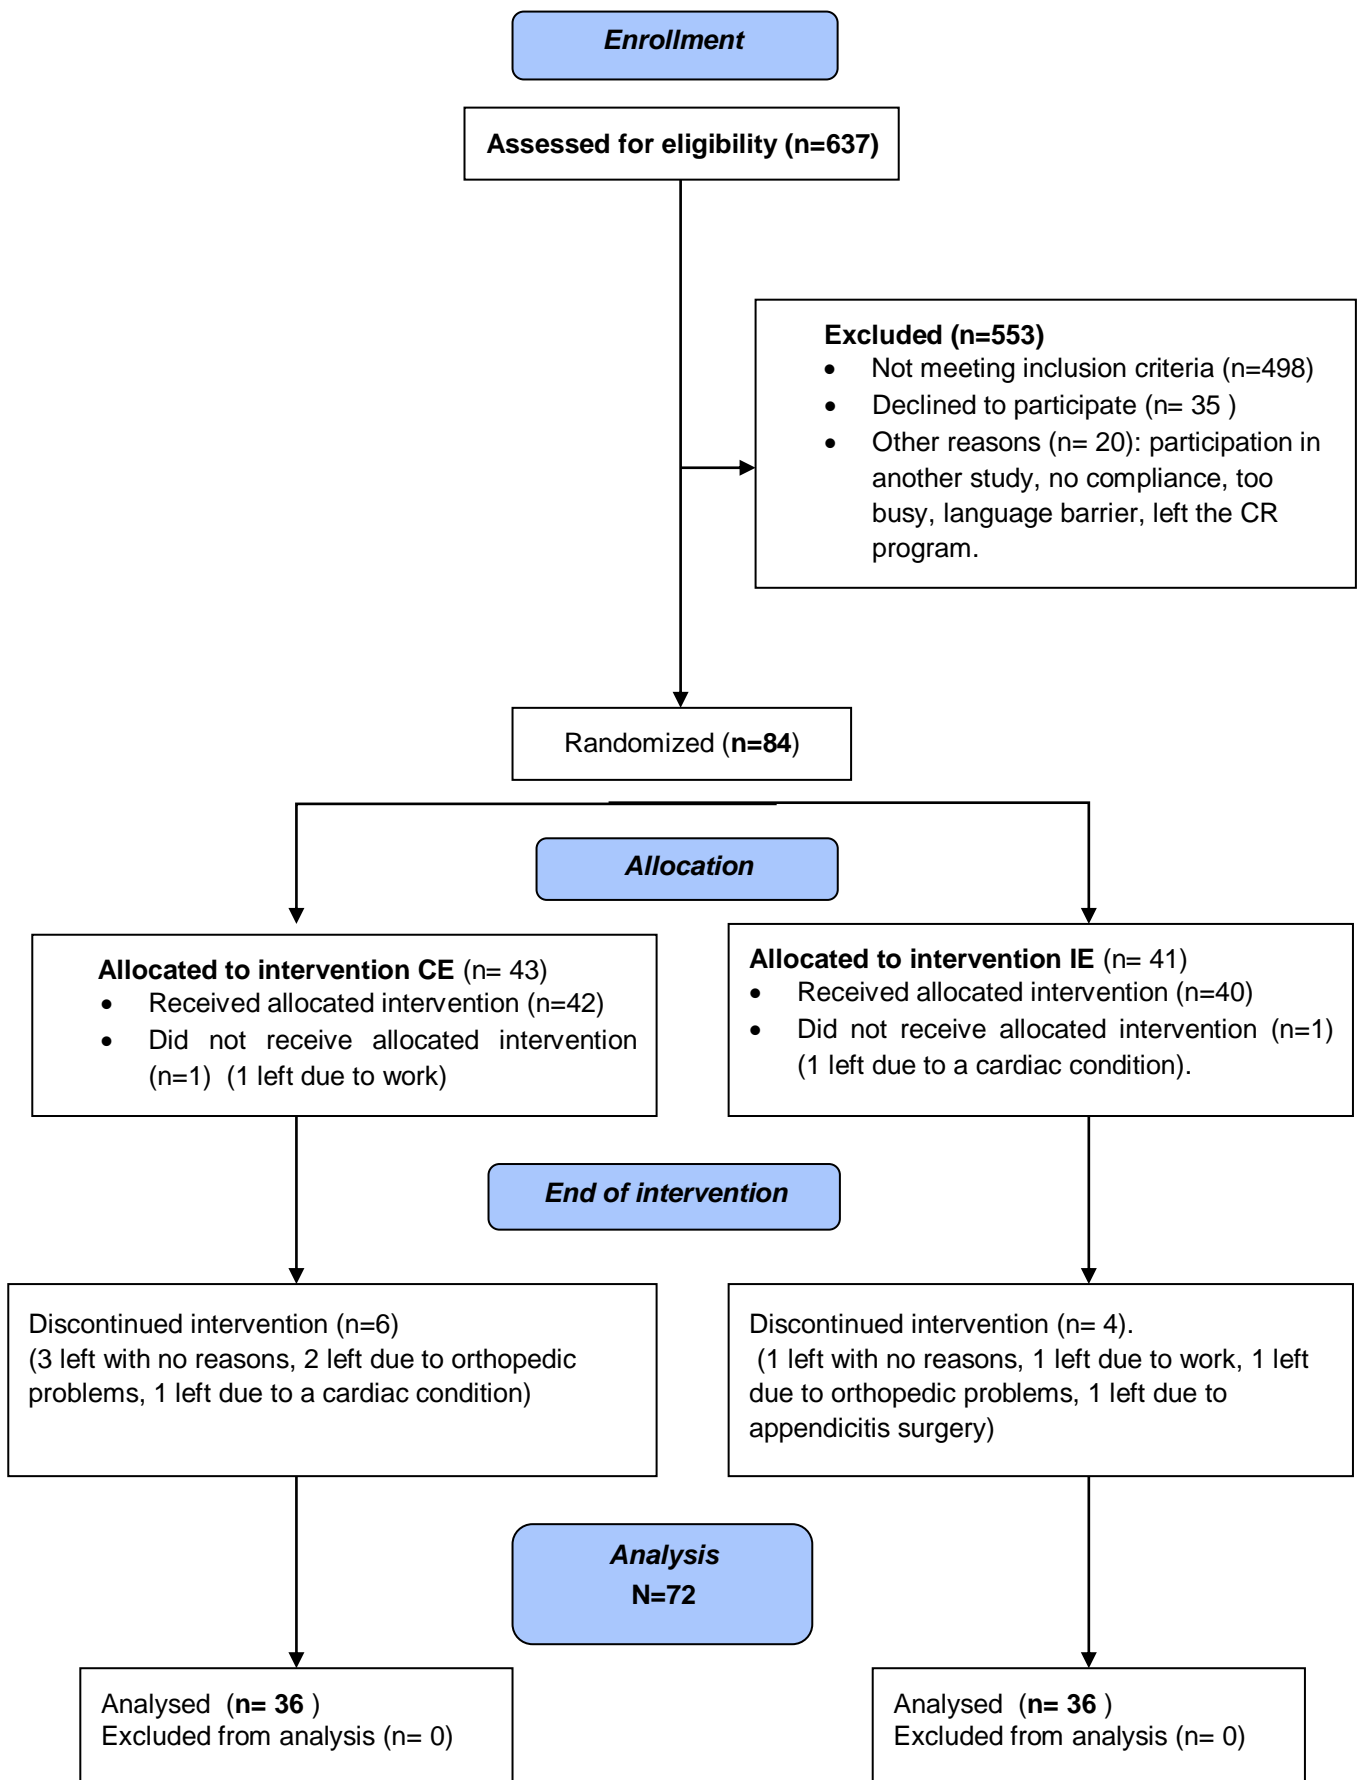 Enrollment
Assessed for eligibility (n=637)
Excluded (n=553)
• Not meeting inclusion criteria (n=498)
• Declined to participate (n= 35 )
• Other reasons (n= 20): participation in
another study, no compliance, too
busy, language barrier, left the CR
program.
Randomized (n=84)
Allocation
Allocated to intervention CE (n= 43)
• Received allocated intervention (n=42)
• Did not receive allocated intervention
(n=1) (1 left due to work)
Allocated to intervention IE (n= 41)
• Received allocated intervention (n=40)
• Did not receive allocated intervention (n=1)
(1 left due to a cardiac condition).
End of intervention
Discontinued intervention (n=6)
(3 left with no reasons, 2 left due to orthopedic
problems, 1 left due to a cardiac condition)
Discontinued intervention (n= 4).
(1 left with no reasons, 1 left due to work, 1 left
due to orthopedic problems, 1 left due to
appendicitis surgery)
Analysis
N=72
Analysed (n= 36 )
Excluded from analysis (n= 0)
Analysed (n= 36 )
Excluded from analysis (n= 0)